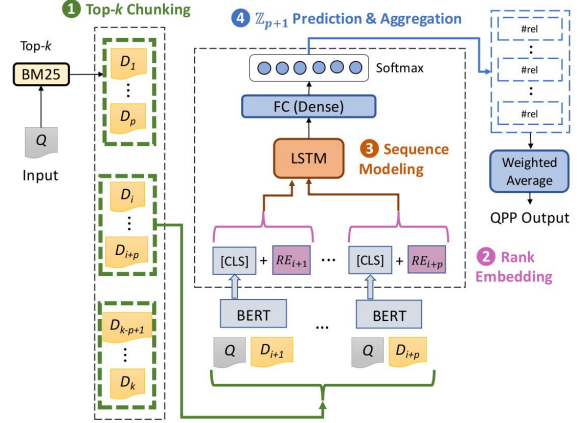 1 Top-k Chunking
4 ℤp+1 Prediction & Aggregation
Top-k
BM25
Q
Input
D1
Dp
Di
Di+p
Dk-p+1
Dk
Softmax
FC (Dense)
LSTM
3 Sequence
Modeling
[CLS] + REi+1 ... [CLS] + REi+p
2 Rank
Embedding
BERT ... BERT
Q Di+1 Q Di+p
#rel
#rel
#rel
Weighted
Average
QPP Output